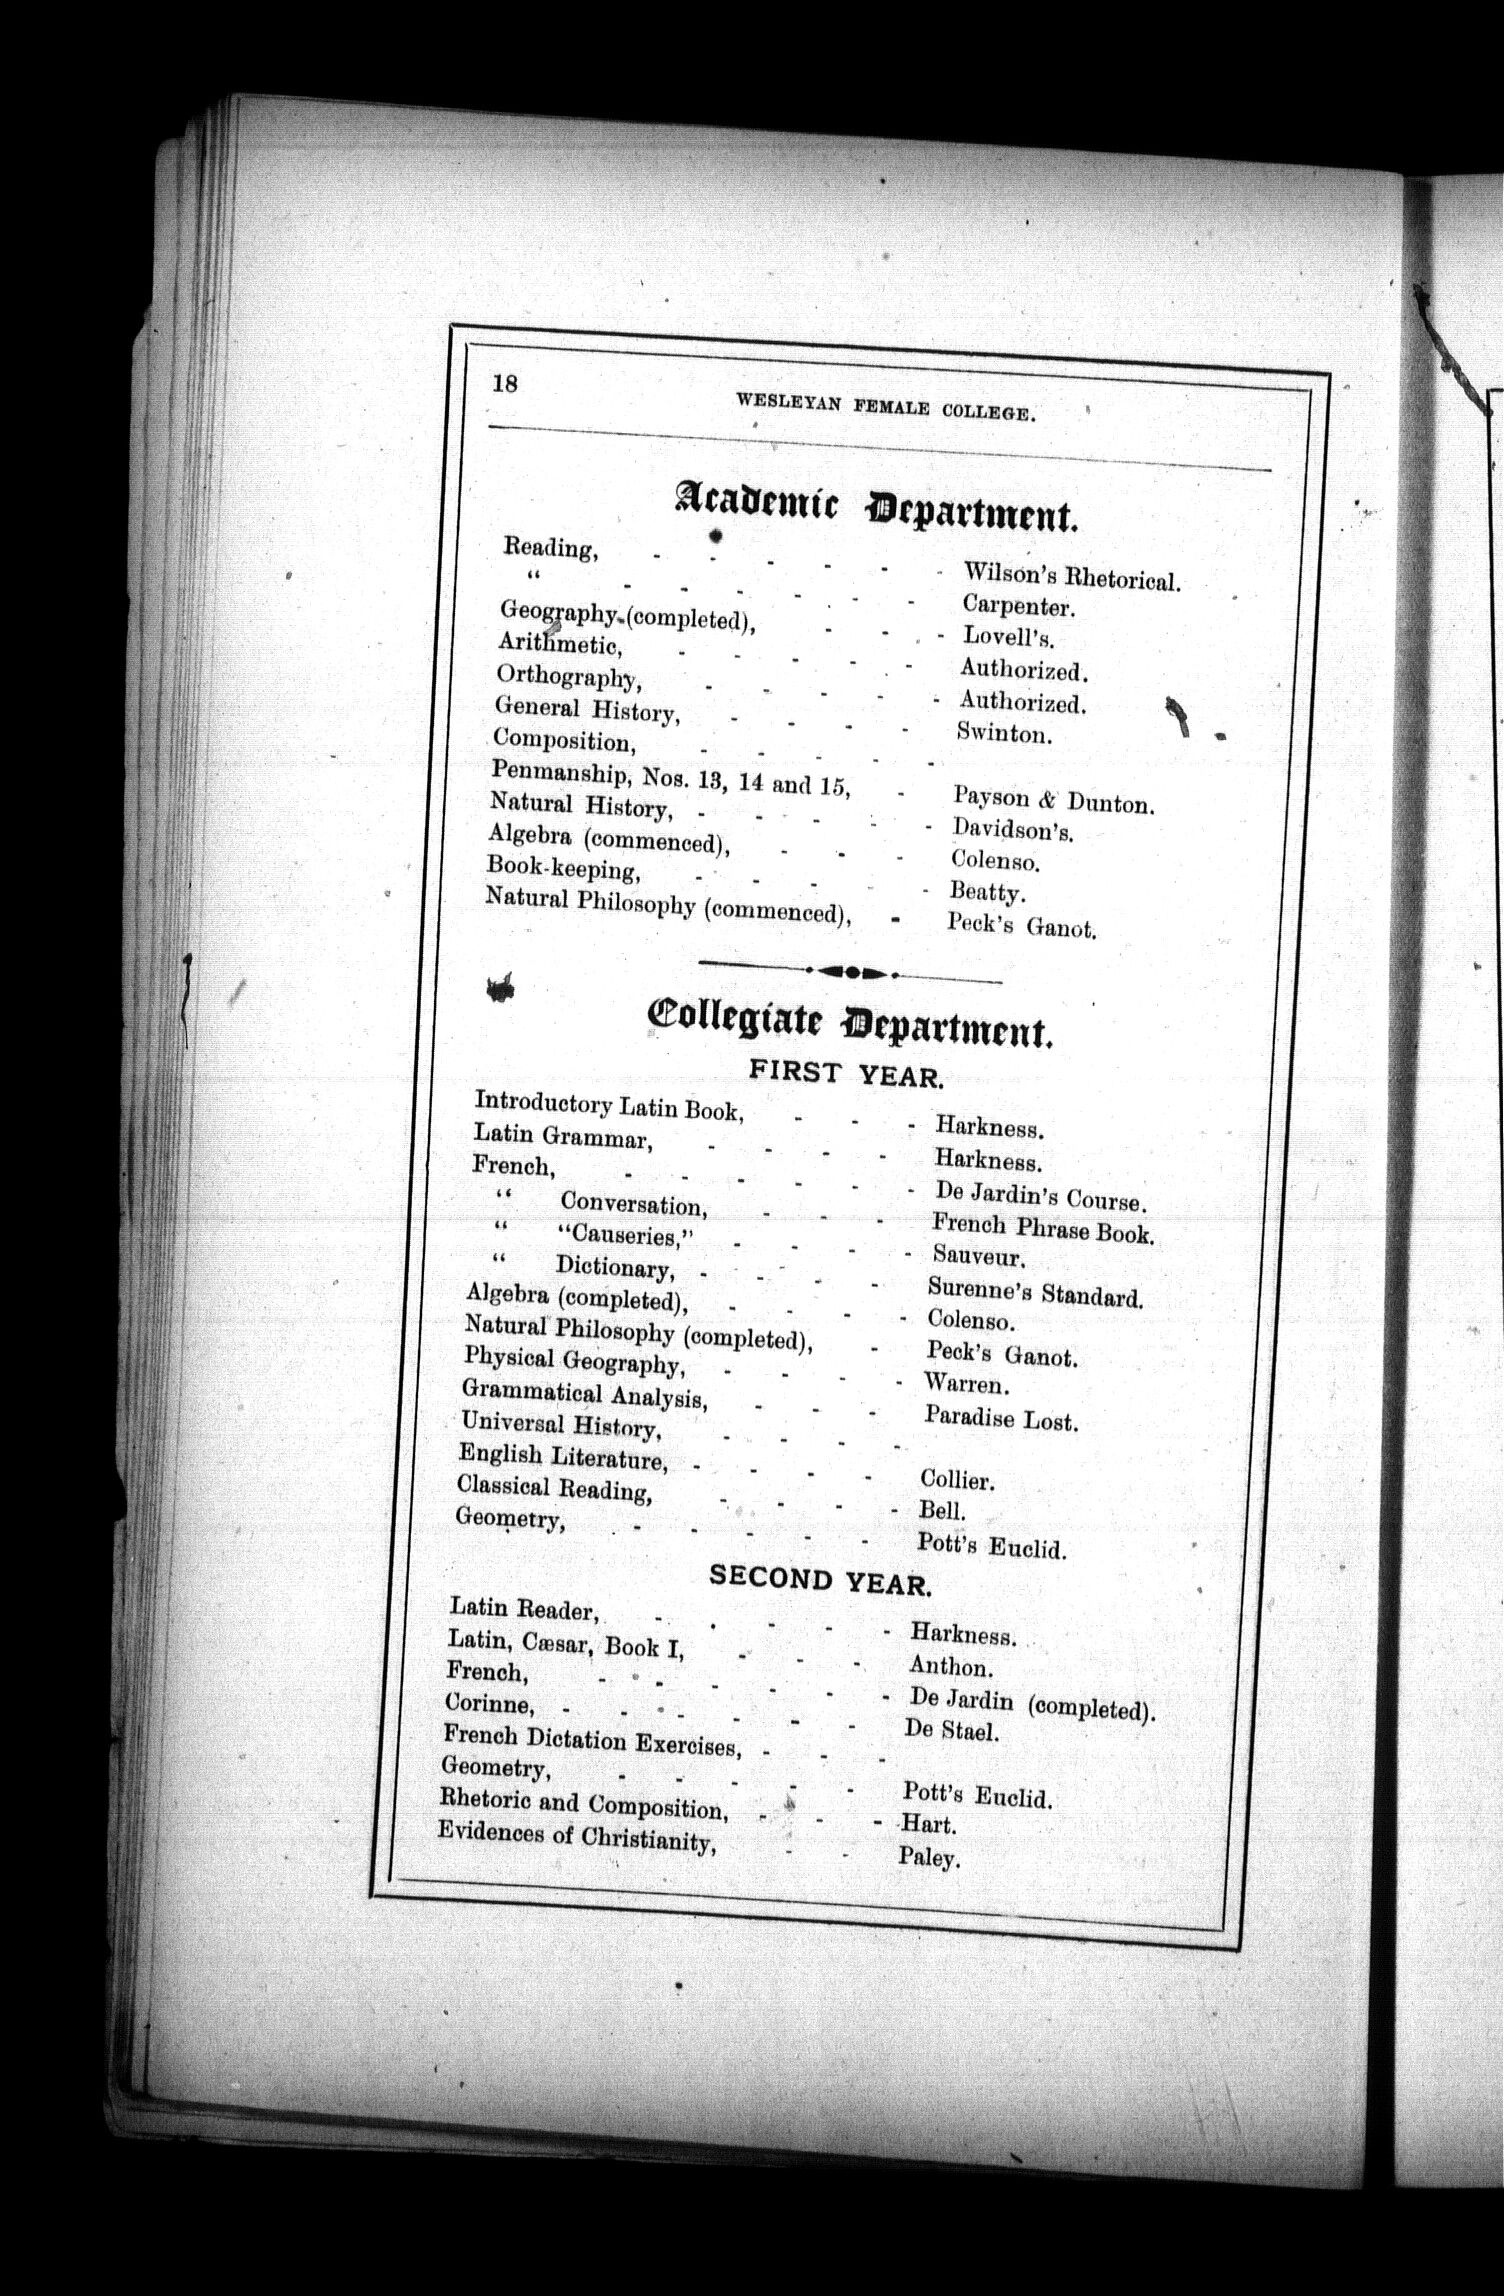 18
WESLEYAN FEMALE COLLEGE.
Academic Department.
Reading, - - - - - - Wilson's Rhetorical.
“ - - - - - - Carpenter.
Geography (completed), - - - Lovell's.
Arithmetic, - - - - - Authorized.
Orthography, - - - - - Authorized.
General History, - - - - Swinton.
Composition, - - - - -
Penmanship, Nos. 13, 14 and 15, - Payson & Dunton.
Natural History, - - - - - Davidson's.
Algebra (commenced), - - - Colenso.
Book-keeping, - - - - - Beatty.
Natural Philosophy (commenced), - Peck's Ganot.
Collegiate Department.
FIRST YEAR.
Introductory Latin Book, - - - Harkness.
Latin Grammar, - - - - Harkness.
French, - - - - - - De Jardin's Course.
“ Conversation, - - - French Phrase Book.
“ “Causeries,” - - - - Sauveur.
“ Dictionary, - - - - Surenne's Standard.
Algebra (completed), - - - - Colenso.
Natural Philosophy (completed), - Peck's Ganot.
Physical Geography, - - - - Warren.
Grammatical Analysis, - - - Paradise Lost.
Universal History, - - - -
English Literature, - - - - Collier.
Classical Reading, - - - - Bell.
Geometry, - - - - - Pott's Euclid.
SECOND YEAR.
Latin Reader, - - - - - Harkness.
Latin, Cæsar, Book I, - - - Anthon.
French, - - - - - - De Jardin (completed).
Corinne, - - - - - - De Stael.
French Dictation Exercises, - - -
Geometry, - - - - - Pott's Euclid.
Rhetoric and Composition, - - - Hart.
Evidences of Christianity, - - Paley.